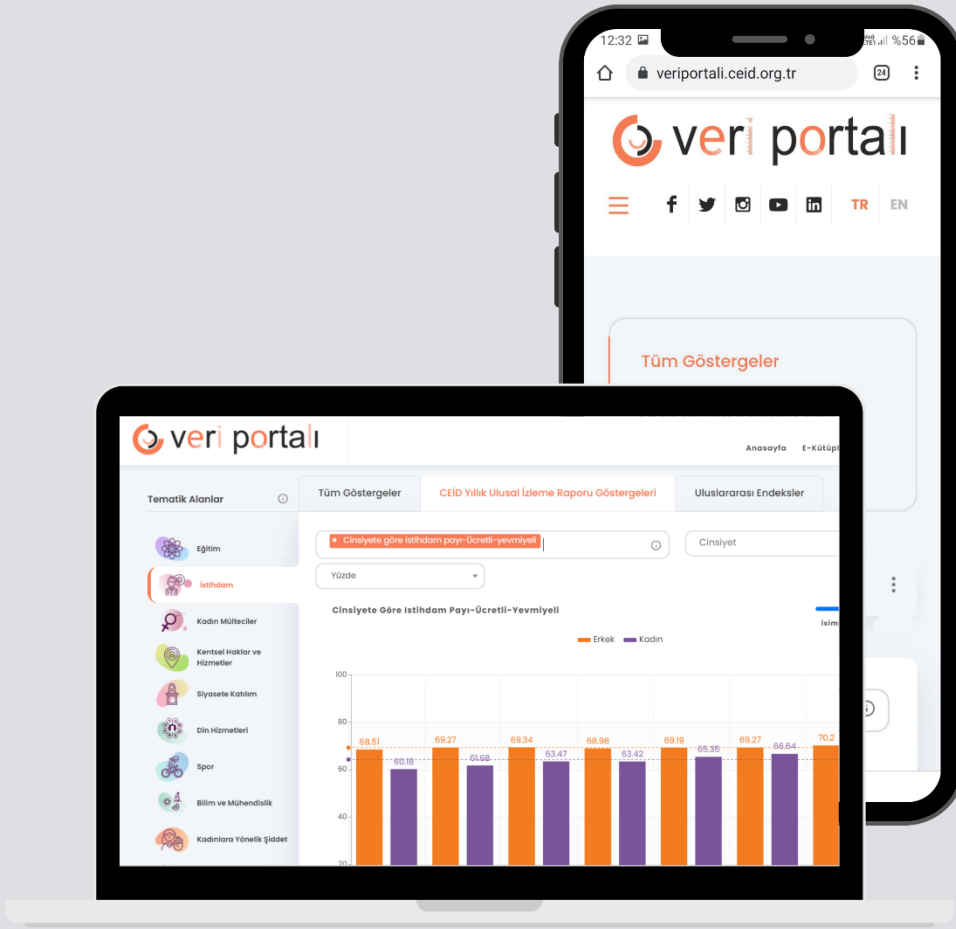 12:32 %56
veriportali.ceid.org.tr 24
veri portalı
f in TR EN
Tüm Göstergeler
veri portalı
Anasayfa
Tematik Alanlar
Tüm Göstergeler CEİD Yıllık Ulusal İzleme Raporu Göstergeleri Uluslararası Endeksler
× Cinsiyete göre istihdam payı-Ücretli-yevmiyeli
Cinsiyet
Yüzde
Eğitim
İstihdam
Kadın Mülteciler
Kentsel Haklar ve
Hizmetler
Siyasete Katılım
Din Hizmetleri
Spor
Bilim ve Mühendislik
Kadınlara Yönelik Şiddet
Cinsiyete Göre Istihdam Payı-Ücretli-Yevmiyeli
Erkek Kadın
100
80
60
40
20
68.51 60.18 69.27 61.68 69.34 63.47 68.98 63.42 69.19 65.35 69.27 66.64 70.2